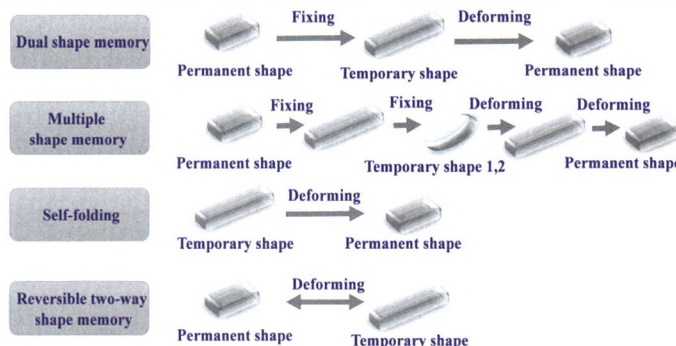 Fixing Deforming
Dual shape memory
Permanent shape Temporary shape Permanent shape
Fixing Fixing Deforming Deforming
Multiple
shape memory
Permanent shape Temporary shape 1,2 Permanent shape
Deforming
Self-folding
Temporary shape Permanent shape
Deforming
Reversible two-way
shape memory
Permanent shape Temporary shape